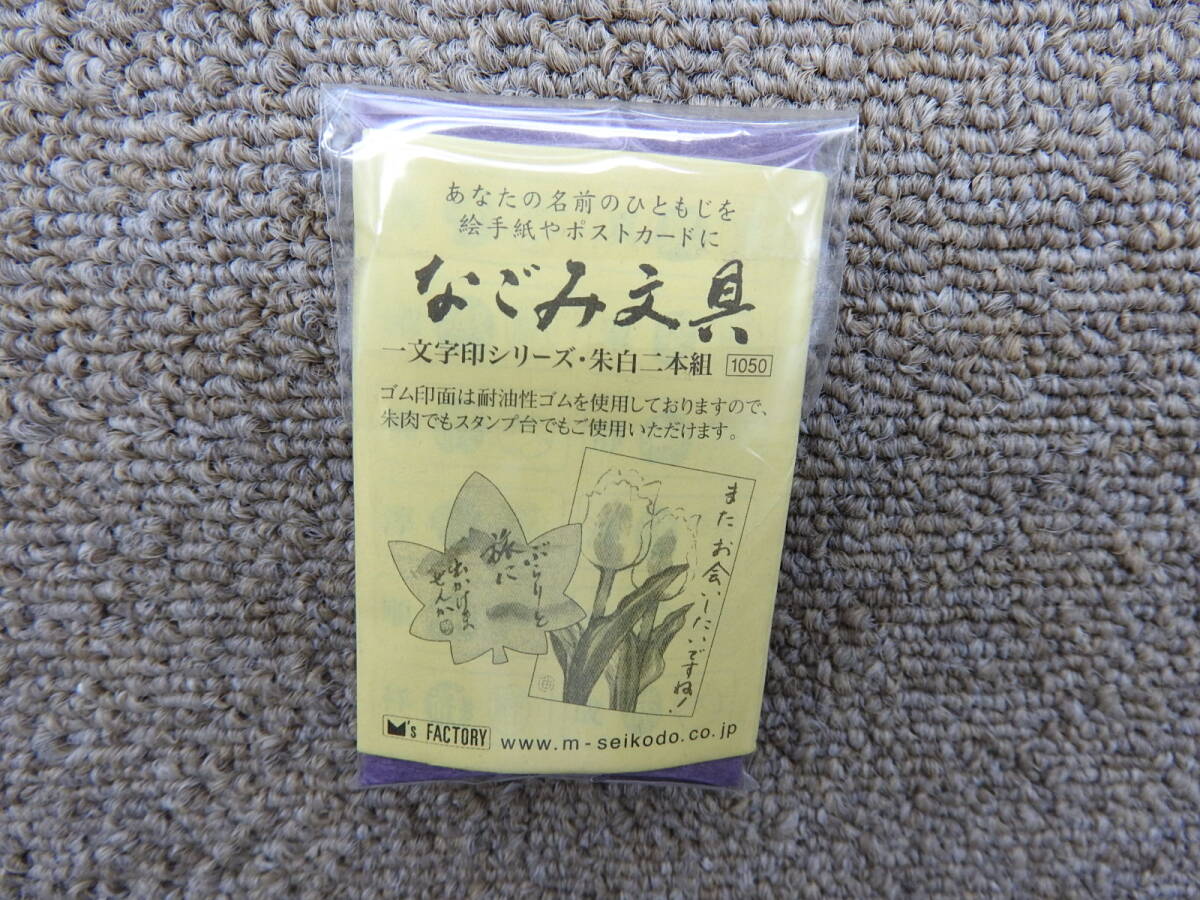 あなたの名前のひともじを
絵手紙やポストカードに
なごみ文具
一文字印シリーズ・朱白二本組 1050
ゴム印面は耐油性ゴムを使用しておりますので、
朱肉でもスタンプ台でもご使用いただけます。
ぶらりと
旅に
出かけま
せんか
またお会いしたいですね!
M's FACTORY www.m-seikodo.co.jp